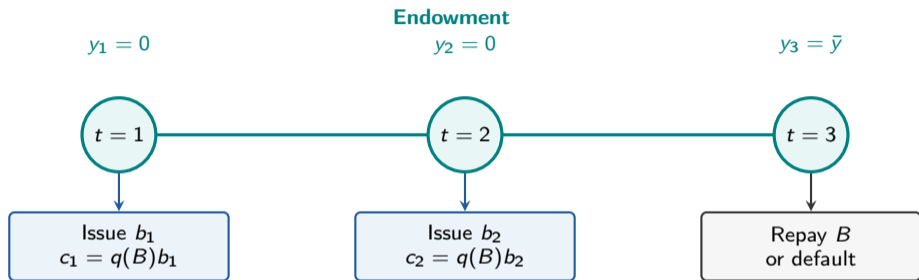 Endowment
y₁ = 0
y₂ = 0
y₃ = ȳ
t = 1
t = 2
t = 3
Issue b₁
c₁ = q(B)b₁
Issue b₂
c₂ = q(B)b₂
Repay B
or default